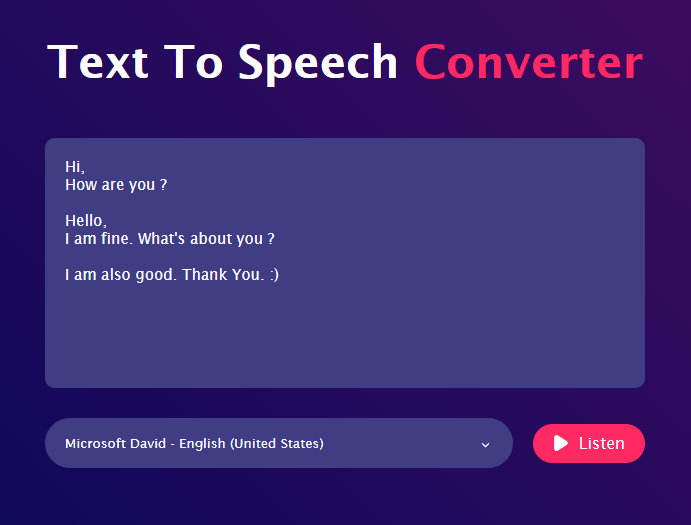 Text To Speech Converter
Hi,
How are you ?
Hello,
I am fine. What's about you ?
I am also good. Thank You. :)
Microsoft David - English (United States)
Listen